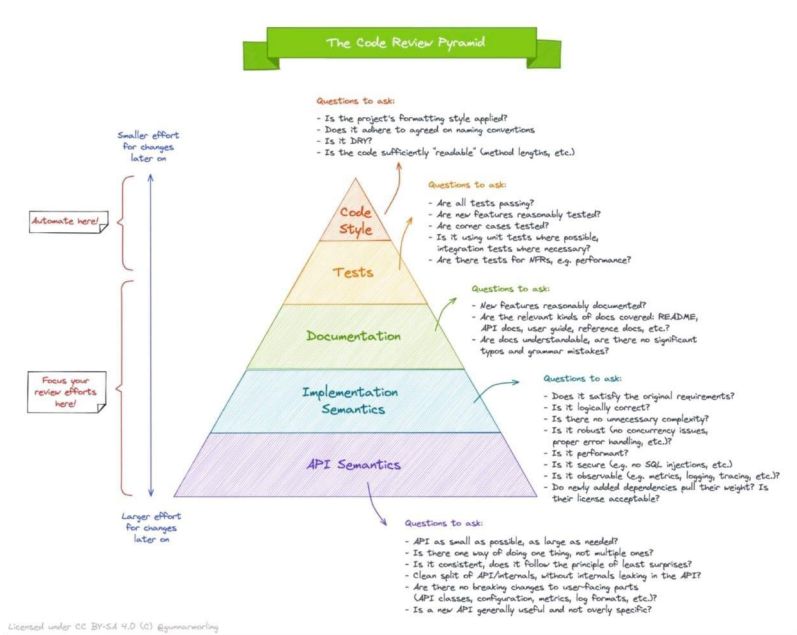 The Code Review Pyramid
Questions to ask:
- Is the project's formatting style applied?
- Does it adhere to agreed on naming conventions
- Is it DRY?
- Is the code sufficiently "readable" (method lengths, etc.)
Smaller effort
for changes
later on
Automate here!
Code
Style
Questions to ask:
- Are all tests passing?
- Are new features reasonably tested?
- Are corner cases tested?
- Is it using unit tests where possible,
integration tests where necessary?
- Are there tests for NFRs, e.g. performance?
Tests
Questions to ask:
- New features reasonably documented?
- Are the relevant kinds of docs covered: README,
API docs, user guide, reference docs, etc.?
- Are docs understandable, are there no significant
typos and grammar mistakes?
Documentation
Focus your
review efforts
here!
Implementation
Semantics
Questions to ask:
- Does it satisfy the original requirements?
- Is it logically correct?
- Is there no unnecessary complexity?
- Is it robust (no concurrency issues,
proper error handling, etc.)?
- Is it performant?
- Is it secure (e.g. no SQL injections, etc.)
- Is it observable (e.g. metrics, logging, tracing, etc.)?
- Do newly added dependencies pull their weight? Is
their license acceptable?
API Semantics
Larger effort
for changes
later on
Questions to ask:
- API as small as possible, as large as needed?
- Is there one way of doing one thing, not multiple ones?
- Is it consistent, does it follow the principle of least surprises?
- Clean split of API/internals, without internals leaking in the API?
- Are there no breaking changes to user-facing parts
(API classes, configuration, metrics, log formats, etc.)?
- Is a new API generally useful and not overly specific?
Licensed under CC BY-SA 4.0 (C) @gunnarmorling